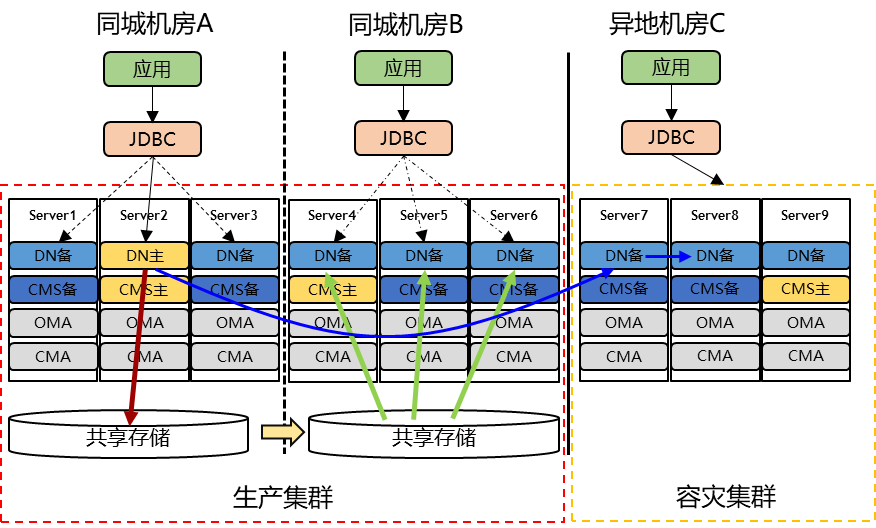 同城机房A
同城机房B
异地机房C
应用
应用
应用
JDBC
JDBC
JDBC
Server1
Server2
Server3
Server4
Server5
Server6
Server7
Server8
Server9
DN备
DN主
DN备
DN备
DN备
DN备
DN备
DN备
DN备
CMS备
CMS主
CMS备
CMS主
CMS备
CMS备
CMS备
CMS备
CMS主
OMA
OMA
OMA
OMA
OMA
OMA
OMA
OMA
OMA
CMA
CMA
CMA
CMA
CMA
CMA
CMA
CMA
CMA
共享存储
共享存储
生产集群
容灾集群